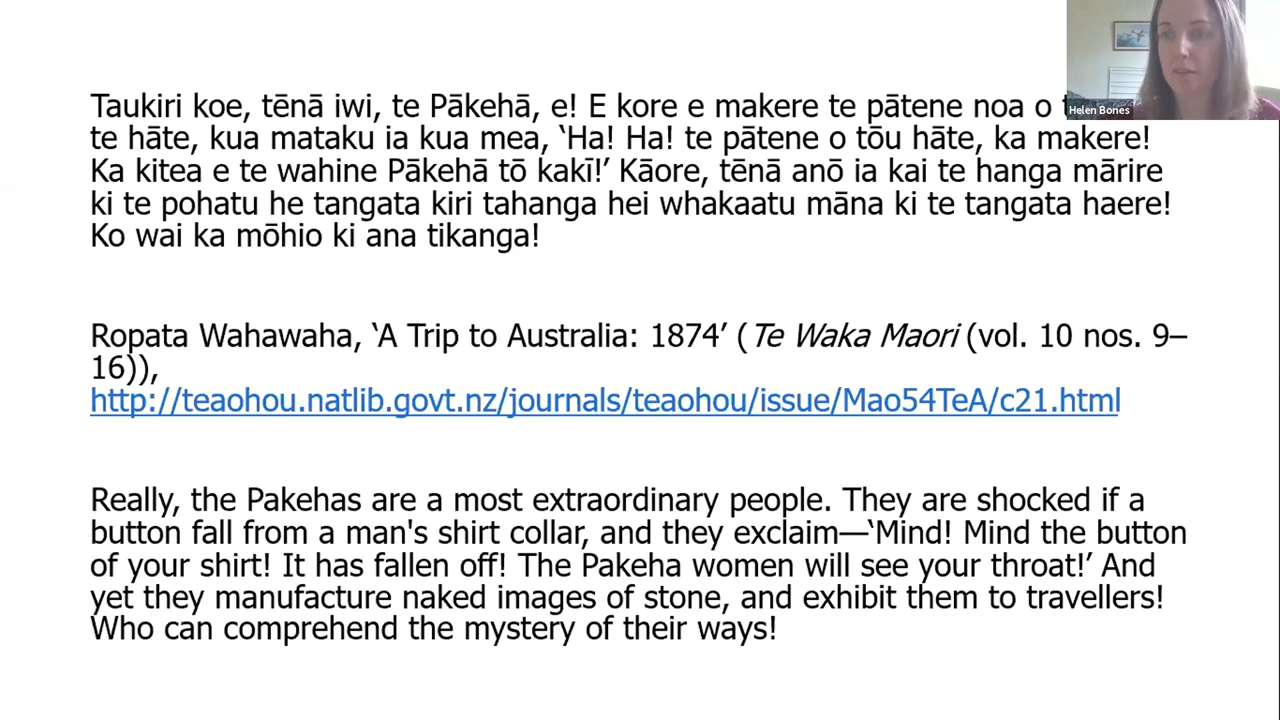 Taukiri koe, tēnā iwi, te Pākehā, e! E kore e makere te pātene noa o
te hāte, kua mataku ia kua mea, ‘Ha! Ha! te pātene o tōu hāte, ka makere!
Ka kitea e te wahine Pākehā tō kakī!’ Kāore, tēnā anō ia kai te hanga mārire
ki te pohatu he tangata kiri tahanga hei whakaatu māna ki te tangata haere!
Ko wai ka mōhio ki ana tikanga!
Ropata Wahawaha, ‘A Trip to Australia: 1874’ (Te Waka Maori (vol. 10 nos. 9–
16)),
http://teaohou.natlib.govt.nz/journals/teaohou/issue/Mao54TeA/c21.html
Really, the Pakehas are a most extraordinary people. They are shocked if a
button fall from a man's shirt collar, and they exclaim—‘Mind! Mind the button
of your shirt! It has fallen off! The Pakeha women will see your throat!’ And
yet they manufacture naked images of stone, and exhibit them to travellers!
Who can comprehend the mystery of their ways!
Helen Bones